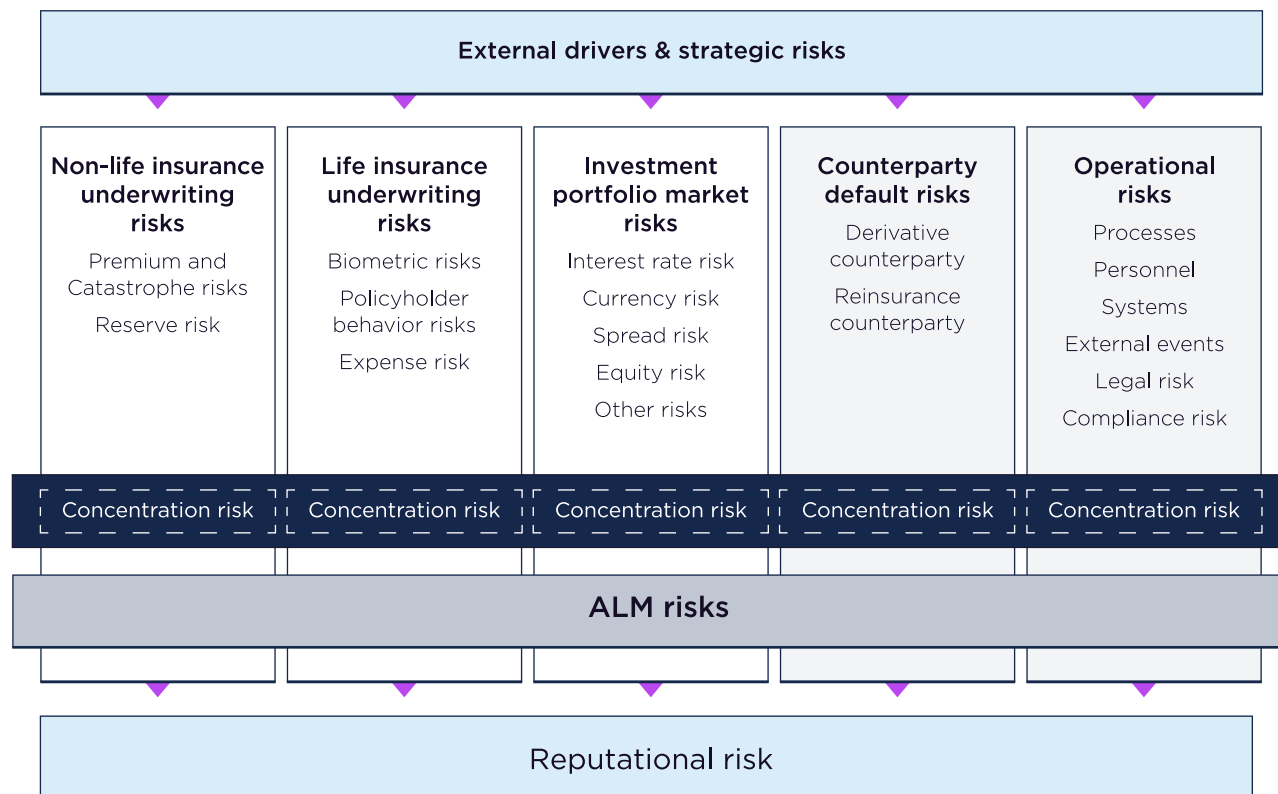 External drivers & strategic risks
Non-life insurance
underwriting
risks
Premium and
Catastrophe risks
Reserve risk
Life insurance
underwriting
risks
Biometric risks
Policyholder
behavior risks
Expense risk
Investment
portfolio market
risks
Interest rate risk
Currency risk
Spread risk
Equity risk
Other risks
Counterparty
default risks
Derivative
counterparty
Reinsurance
counterparty
Operational
risks
Processes
Personnel
Systems
External events
Legal risk
Compliance risk
Concentration risk
Concentration risk
Concentration risk
Concentration risk
Concentration risk
ALM risks
Reputational risk